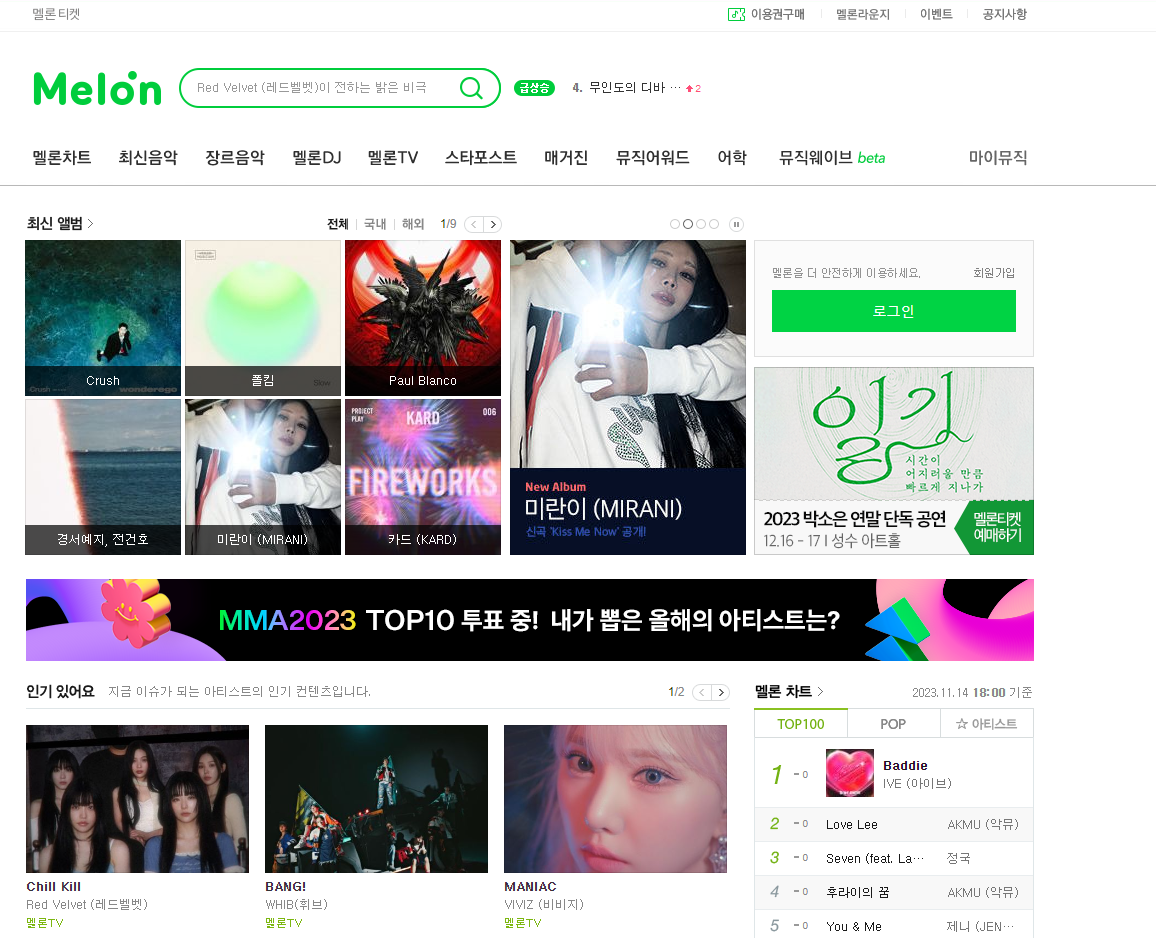 멜론티켓
이용권구매
멜론라운지
이벤트
공지사항
Melon
Red Velvet (레드벨벳)이 전하는 밝은 비극
급상승
4. 무인도의 디바 ··· 2
멜론차트
최신음악
장르음악
멜론DJ
멜론TV
스타포스트
매거진
뮤직어워드
어학
뮤직웨이브 beta
마이뮤직
최신 앨범
전체
국내
해외
1/9
Crush
wonderego
Crush
폴킴
Slow
Paul Blanco
경서예지, 전건호
미란이 (MIRANI)
PROJECT
PLAY
KARD
006
FIREWORKS
카드 (KARD)
New Album
미란이 (MIRANI)
신곡 'Kiss Me Now' 공개!
멜론을 더 안전하게 이용하세요.
회원가입
로그인
일기
시간이
어지러울 만큼
빠르게 지나가
2023 박소은 연말 단독 공연
12.16 - 17 I 성수 아트홀
멜론티켓
예매하기
MMA2023 TOP10 투표 중! 내가 뽑은 올해의 아티스트는?
인기 있어요
지금 이슈가 되는 아티스트의 인기 컨텐츠입니다.
1/2
Chill Kill
Red Velvet (레드벨벳)
멜론TV
BANG!
WHIB(휘브)
멜론TV
MANIAC
VIVIZ (비비지)
멜론TV
멜론 차트
2023.11.14 18:00 기준
TOP100
POP
☆ 아티스트
1 - 0 Baddie
IVE (아이브)
2 - 0 Love Lee AKMU (악뮤)
3 - 0 Seven (feat. La··· 정국
4 - 0 후라이의 꿈 AKMU (악뮤)
5 - 0 You & Me 제니 (JEN···